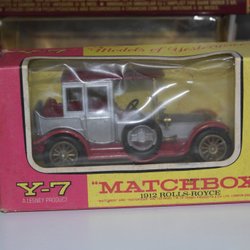 Models of Yesteryear
Y-7
A LESNEY PRODUCT
"MATCHBOX
1912 ROLLS-ROYCE